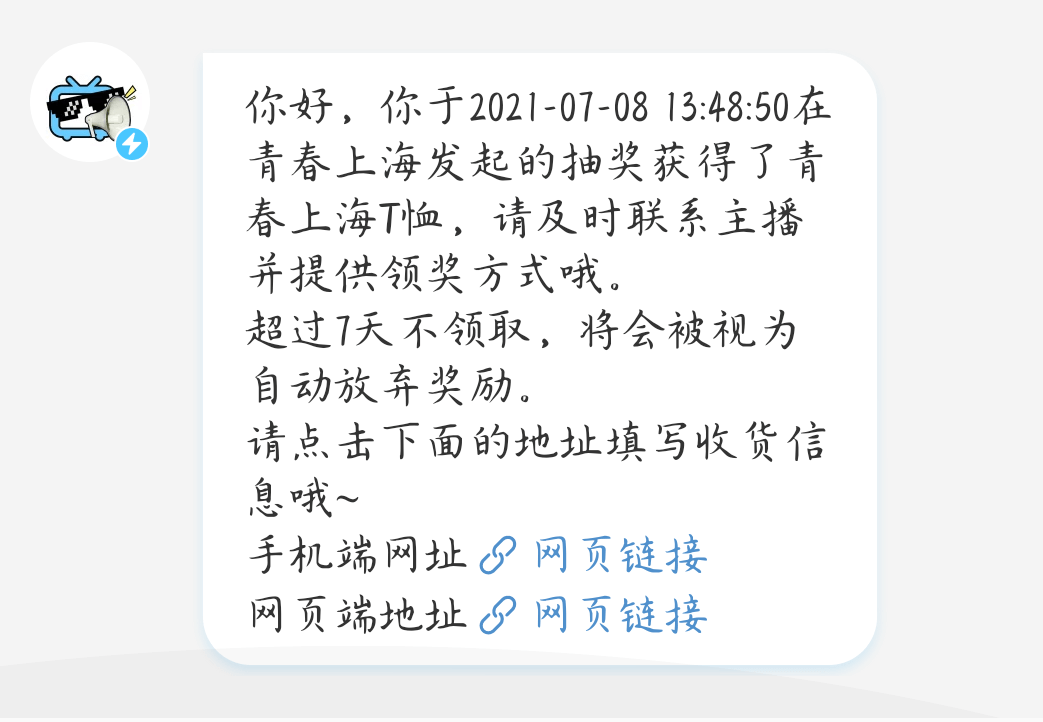 你好，你于2021-07-08 13:48:50在
青春上海发起的抽奖获得了青
春上海T恤，请及时联系主播
并提供领奖方式哦。
超过7天不领取，将会被视为
自动放弃奖励。
请点击下面的地址填写收货信
息哦~
手机端网址 网页链接
网页端地址 网页链接